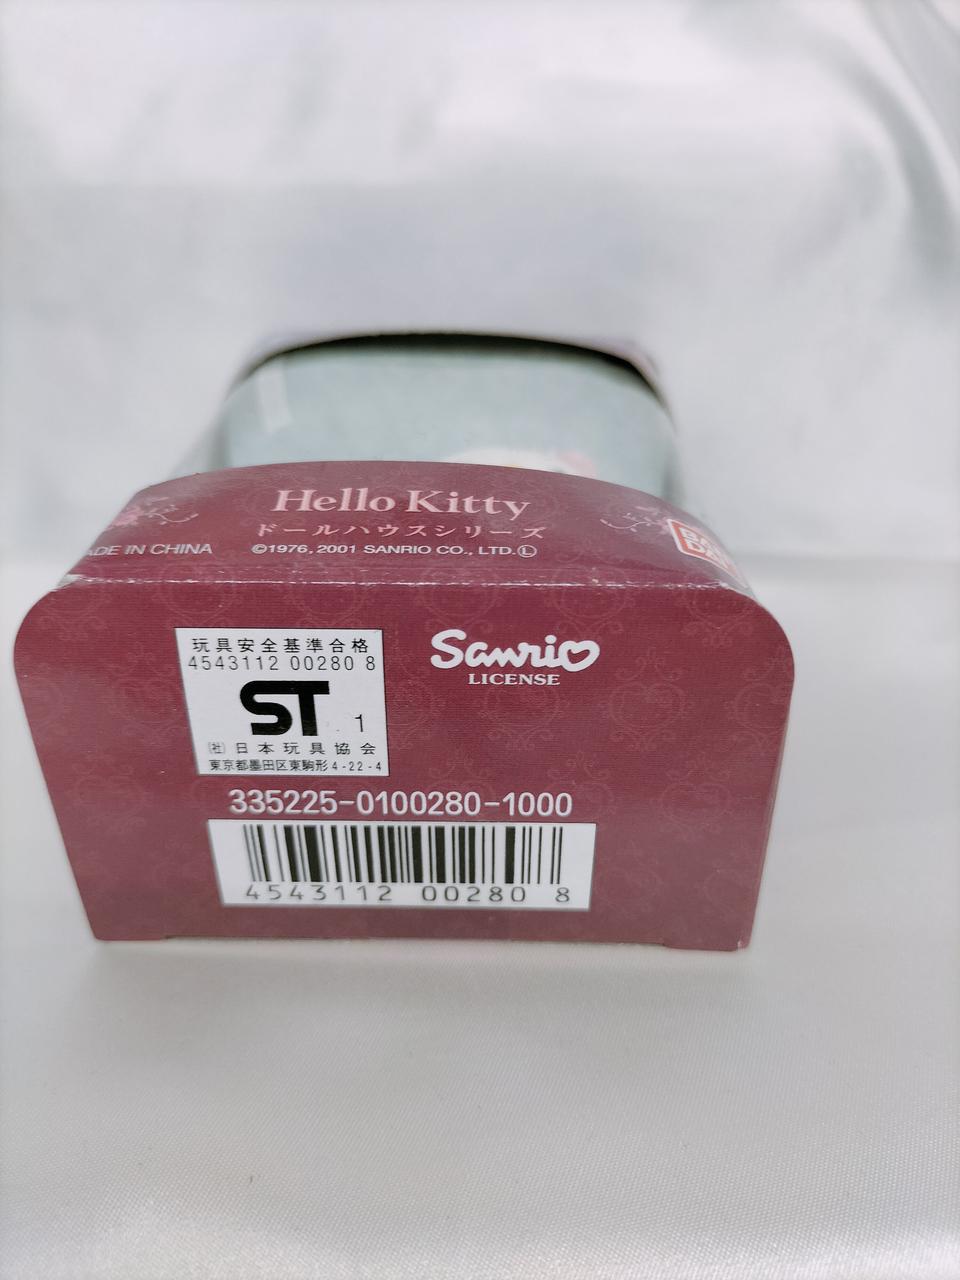 Hello Kitty
ドールハウスシリーズ
ADE IN CHINA
©1976, 2001 SANRIO CO., LTD.Ⓛ
BAN
DAI
玩具安全基準合格
4543112 00280 8
ST 1
㈳日本玩具協会
東京都墨田区東駒形4-22-4
Sanrio
LICENSE
335225-0100280-1000
4543112 00280 8